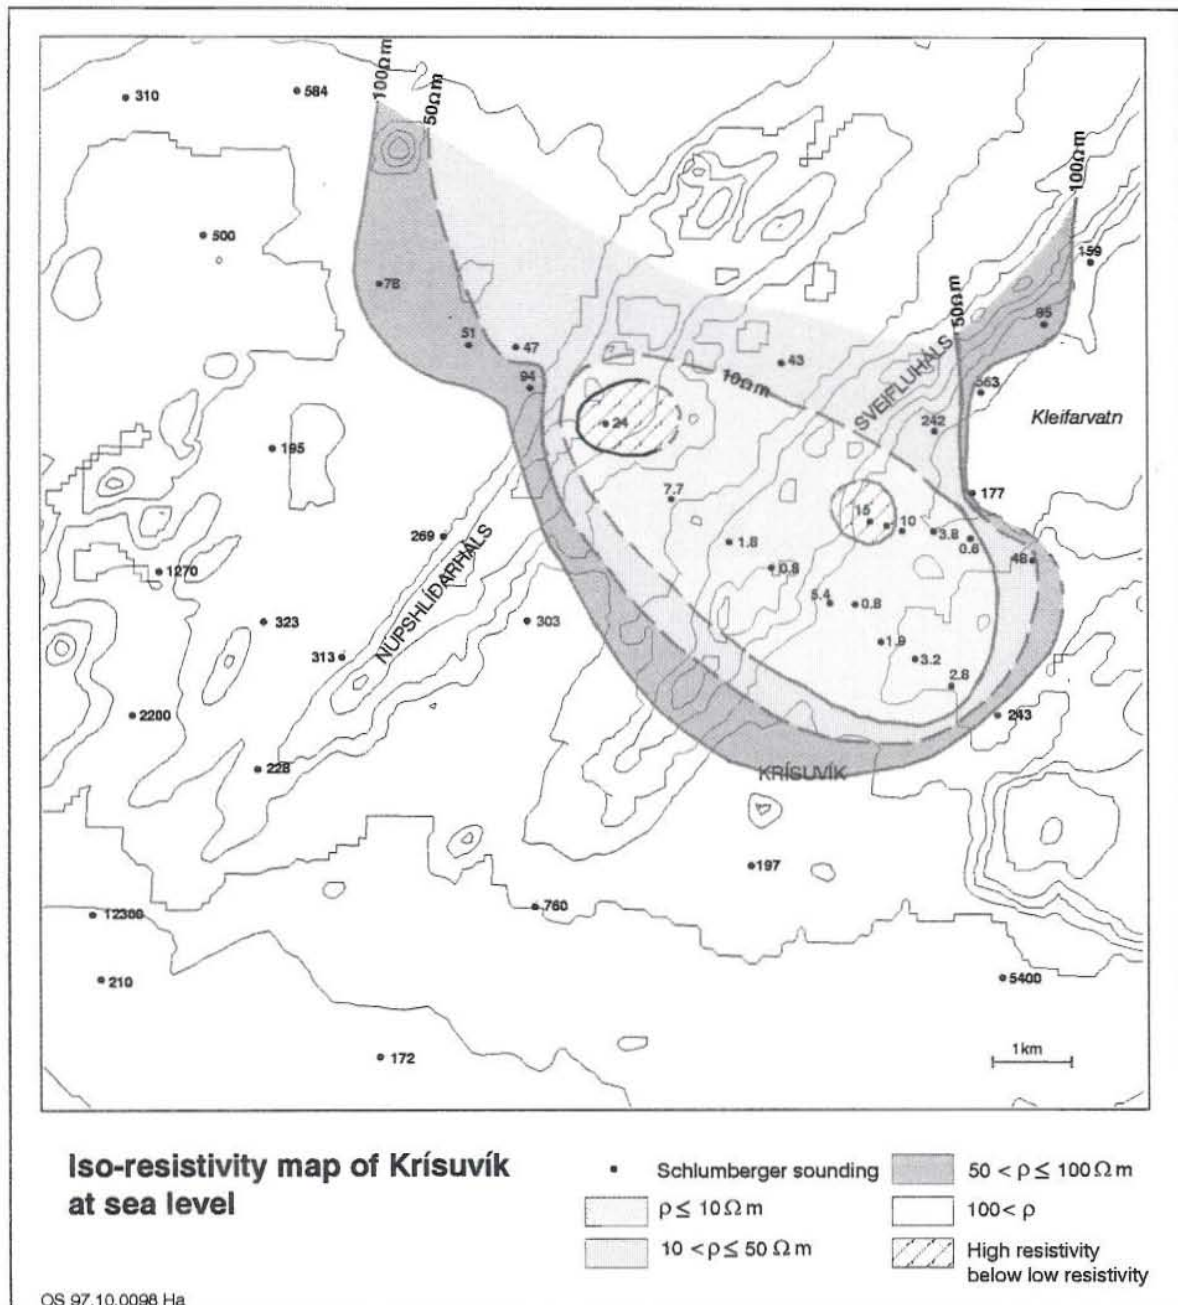 100Ωm
50Ωm
310
584
100Ωm
500
159
78
50Ωm
95
51
47
43
94
10Ωm
SVEIFLUHÁLS
563
Kleifarvatn
24
242
195
7.7
177
15
10
269
1.8
3.8
0.6
48
1270
0.8
NÚPSHLÍÐARHÁLS
5.4
0.8
323
303
1.9
313
3.2
2.8
2200
243
228
KRÍSUVÍK
197
12300
760
210
5400
172
1km
Iso-resistivity map of Krísuvík
at sea level
Schlumberger sounding
ρ ≤ 10 Ωm
10 < ρ ≤ 50 Ωm
50 < ρ ≤ 100 Ωm
100 < ρ
High resistivity
below low resistivity
OS 97.10.0098 Ha